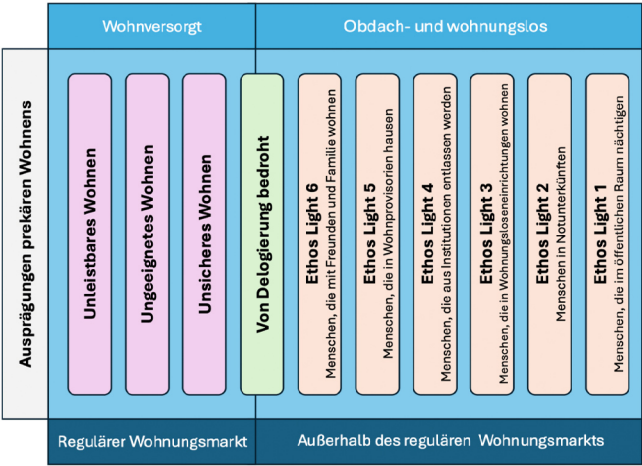 Wohnversorgt
Obdach- und wohnungslos
Ausprägungen prekären Wohnens
Unleistbares Wohnen
Ungeeignetes Wohnen
Unsicheres Wohnen
Von Delogierung bedroht
Ethos Light 6
Menschen, die mit Freunden und Familie wohnen
Ethos Light 5
Menschen, die in Wohnprovisorien hausen
Ethos Light 4
Menschen, die aus Institutionen entlassen werden
Ethos Light 3
Menschen, die in Wohnungsloseneinrichtungen wohnen
Ethos Light 2
Menschen in Notunterkünften
Ethos Light 1
Menschen, die im öffentlichen Raum nächtigen
Regulärer Wohnungsmarkt
Außerhalb des regulären Wohnungsmarkts